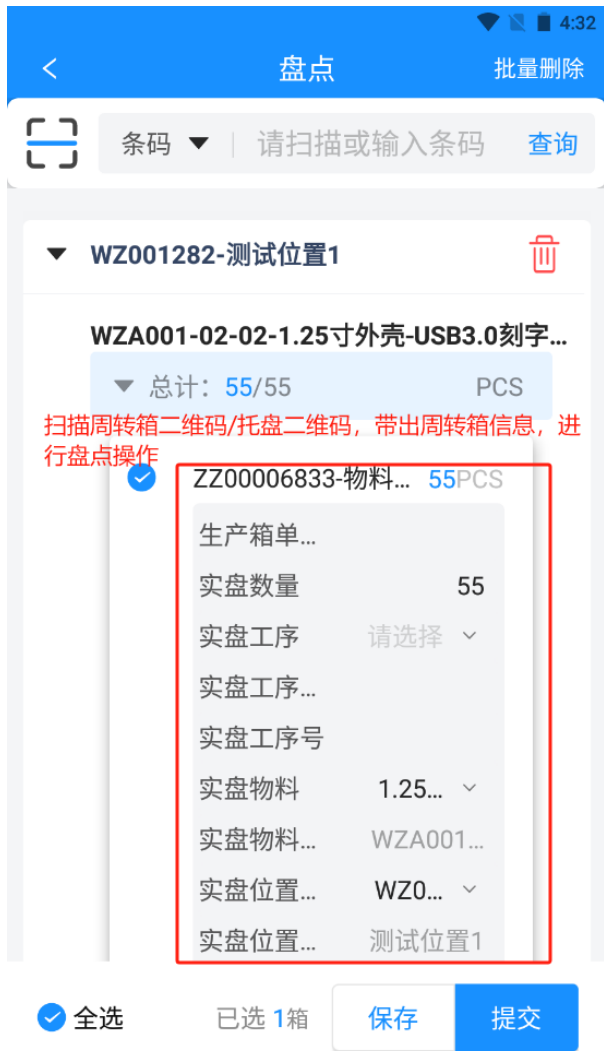 4:32
盘点
批量删除
条码
请扫描或输入条码
查询
WZ001282-测试位置1
WZA001-02-02-1.25寸外壳-USB3.0刻字...
总计：55/55 PCS
扫描周转箱二维码/托盘二维码，带出周转箱信息，进
行盘点操作
ZZ00006833-物料... 55PCS
生产箱单...
实盘数量 55
实盘工序 请选择
实盘工序...
实盘工序号
实盘物料 1.25...
实盘物料... WZA001...
实盘位置... WZ0...
实盘位置... 测试位置1
全选 已选 1箱 保存 提交